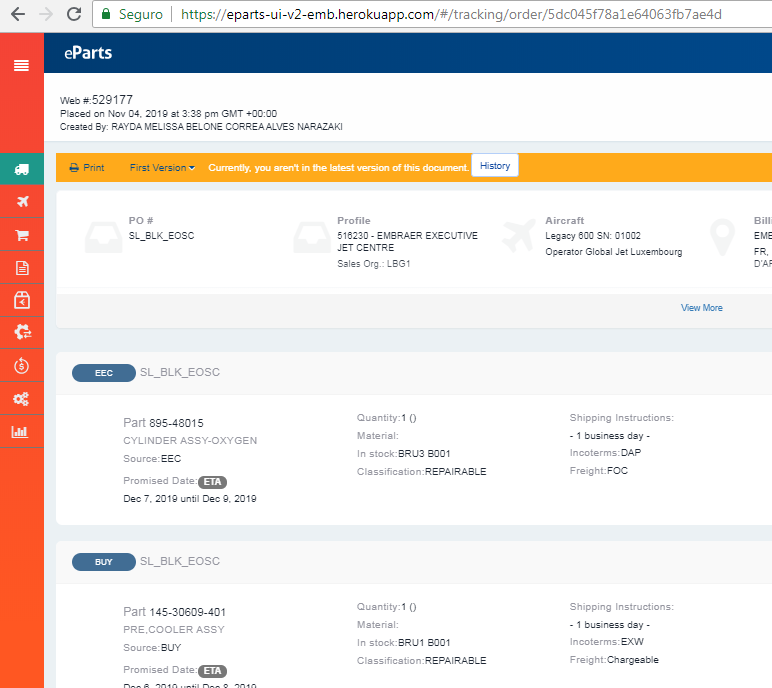 Seguro | https://eparts-ui-v2-emb.herokuapp.com/#/tracking/order/5dc045f78a1e64063fb7ae4d
eParts
Web #:529177
Placed on Nov 04, 2019 at 3:38 pm GMT +00:00
Created By: RAYDA MELISSA BELONE CORREA ALVES NARAZAKI
Print First Version Currently, you aren't in the latest version of this document. History
PO # Profile Aircraft Billi
SL_BLK_EOSC 516230 - EMBRAER EXECUTIVE Legacy 600 SN: 01002 EME
JET CENTRE Operator Global Jet Luxembourg FR,
Sales Org.: LBG1 D'AF
View More
EEC SL_BLK_EOSC
Part 895-48015 Quantity:1 () Shipping Instructions:
CYLINDER ASSY-OXYGEN Material: - 1 business day -
Source:EEC In stock:BRU3 B001 Incoterms:DAP
Promised Date: ETA Classification:REPAIRABLE Freight:FOC
Dec 7, 2019 until Dec 9, 2019
BUY SL_BLK_EOSC
Part 145-30609-401 Quantity:1 () Shipping Instructions:
PRE,COOLER ASSY Material: - 1 business day -
Source:BUY In stock:BRU1 B001 Incoterms:EXW
Promised Date: ETA Classification:REPAIRABLE Freight:Chargeable
Dec 6, 2019 until Dec 8, 2019